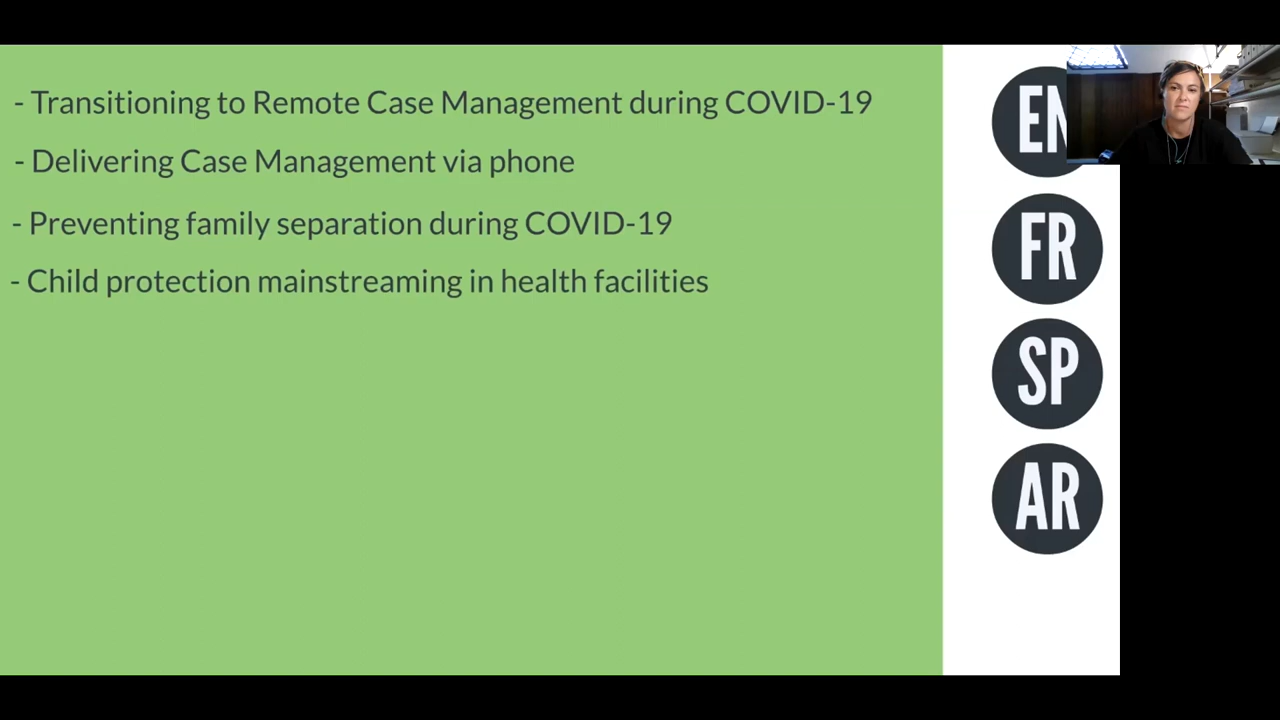 - Transitioning to Remote Case Management during COVID-19
- Delivering Case Management via phone
- Preventing family separation during COVID-19
- Child protection mainstreaming in health facilities
EN
FR
SP
AR